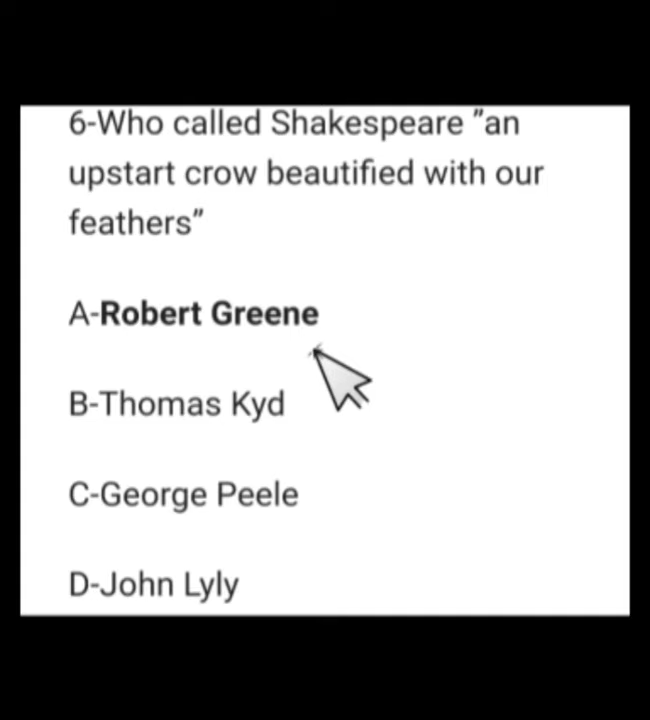 6-Who called Shakespeare "an
upstart crow beautified with our
feathers"
A-Robert Greene
B-Thomas Kyd
C-George Peele
D-John Lyly